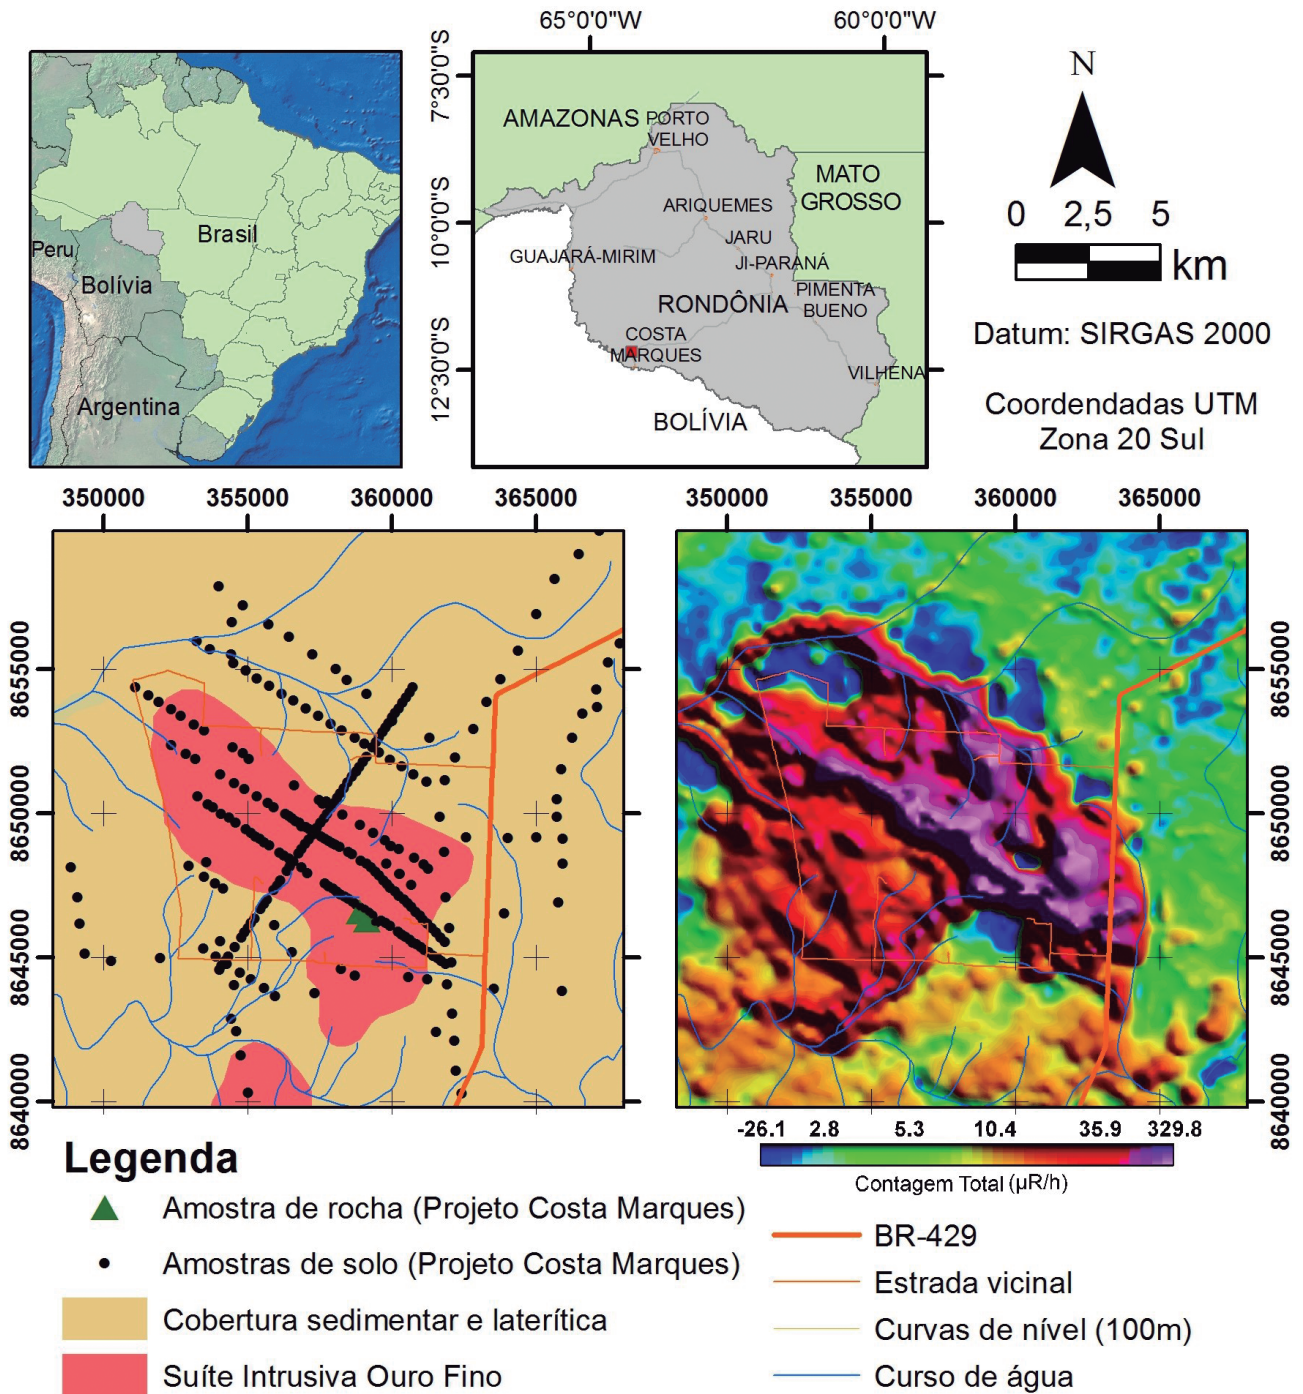 65°0'0"W
60°0'0"W
7°30'0"S
10°0'0"S
12°30'0"S
Brasil
Peru
Bolívia
Argentina
AMAZONAS
PORTO
VELHO
MATO
GROSSO
ARIQUEMES
JARU
GUAJARÁ-MIRIM
JI-PARANÁ
PIMENTA
BUENO
RONDÔNIA
COSTA
MARQUES
VILHENA
BOLÍVIA
N
0 2,5 5
km
Datum: SIRGAS 2000
Coordendadas UTM
Zona 20 Sul
350000 355000 360000 365000
350000 355000 360000 365000
8655000
8650000
8645000
8640000
8655000
8650000
8645000
8640000
-26.1 2.8 5.3 10.4 35.9 329.8
Contagem Total (µR/h)
Legenda
Amostra de rocha (Projeto Costa Marques)
Amostras de solo (Projeto Costa Marques)
Cobertura sedimentar e laterítica
Suíte Intrusiva Ouro Fino
BR-429
Estrada vicinal
Curvas de nível (100m)
Curso de água